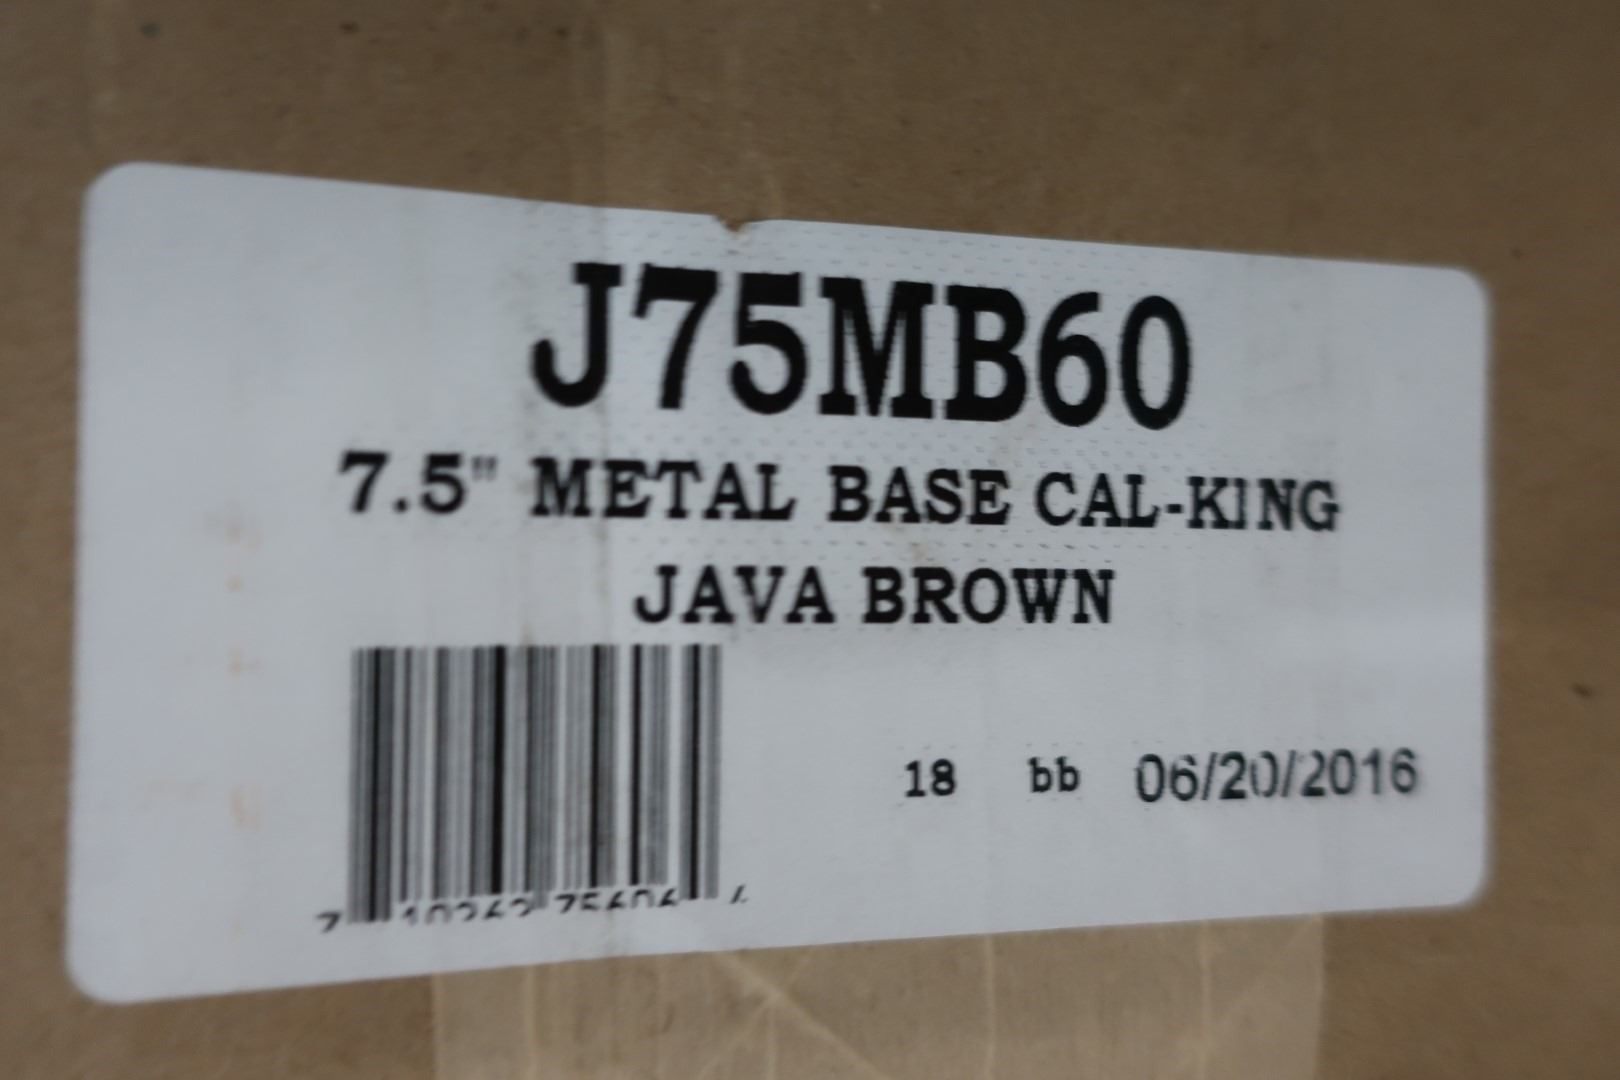 J75MB60
7.5" METAL BASE CAL-KING
JAVA BROWN
18 bb 06/20/2016